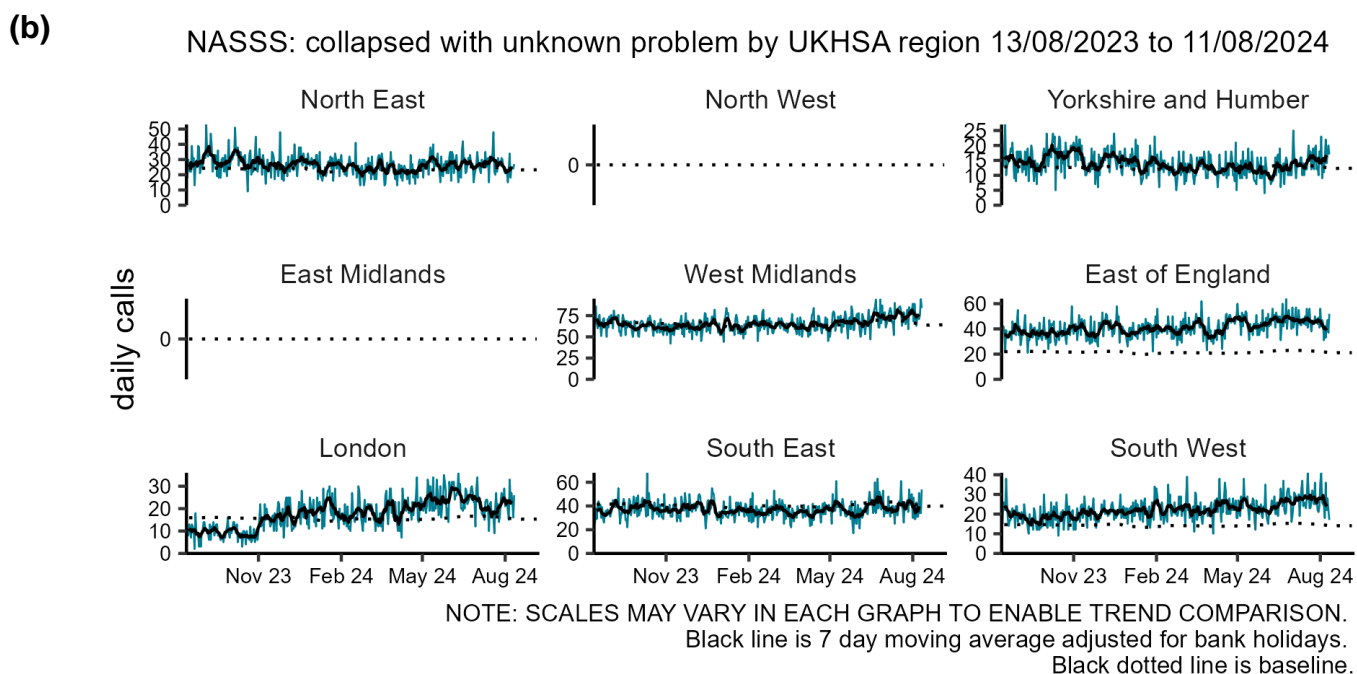 (b)
NASSS: collapsed with unknown problem by UKHSA region 13/08/2023 to 11/08/2024
North East
50
40
30
20
10
0
North West
0
Yorkshire and Humber
25
20
15
10
5
0
daily calls
East Midlands
0
West Midlands
75
50
25
0
East of England
60
40
20
0
London
30
20
10
0
Nov 23 Feb 24 May 24 Aug 24
South East
60
40
20
0
Nov 23 Feb 24 May 24 Aug 24
South West
40
30
20
10
0
Nov 23 Feb 24 May 24 Aug 24
NOTE: SCALES MAY VARY IN EACH GRAPH TO ENABLE TREND COMPARISON.
Black line is 7 day moving average adjusted for bank holidays.
Black dotted line is baseline.